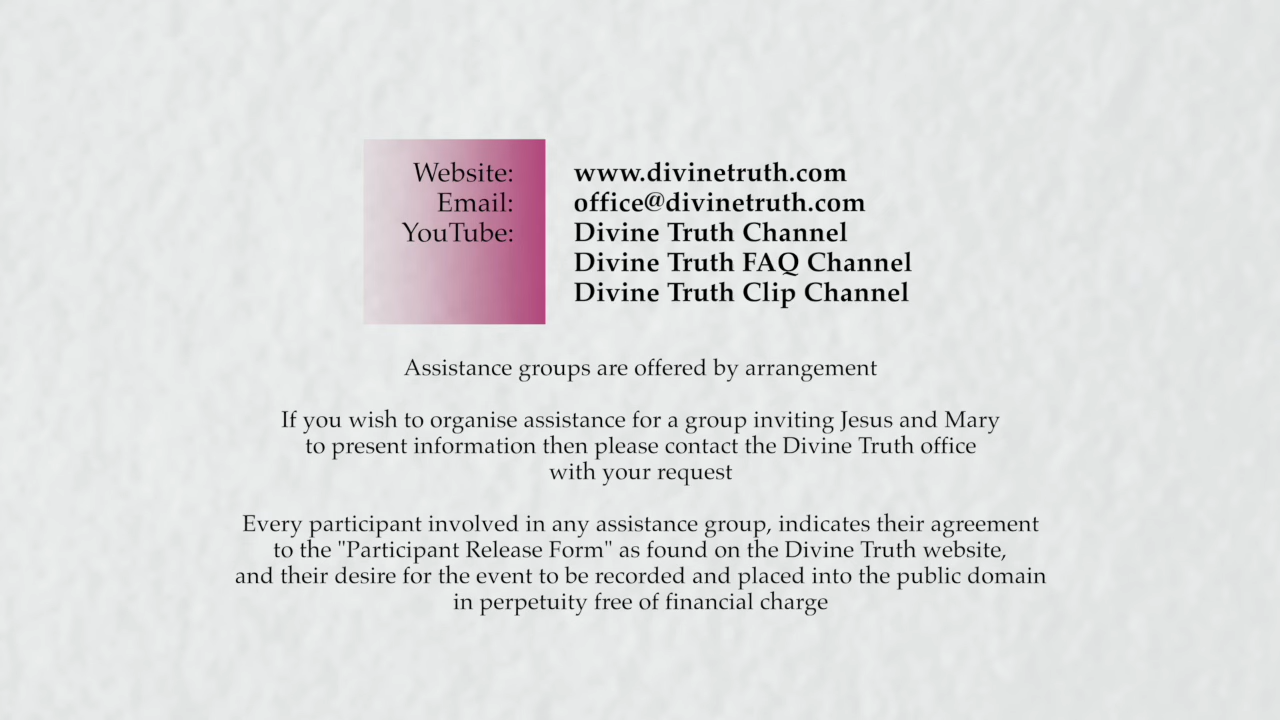 Website: www.divinetruth.com
Email: office@divinetruth.com
YouTube: Divine Truth Channel
Divine Truth FAQ Channel
Divine Truth Clip Channel
Assistance groups are offered by arrangement
If you wish to organise assistance for a group inviting Jesus and Mary
to present information then please contact the Divine Truth office
with your request
Every participant involved in any assistance group, indicates their agreement
to the "Participant Release Form" as found on the Divine Truth website,
and their desire for the event to be recorded and placed into the public domain
in perpetuity free of financial charge